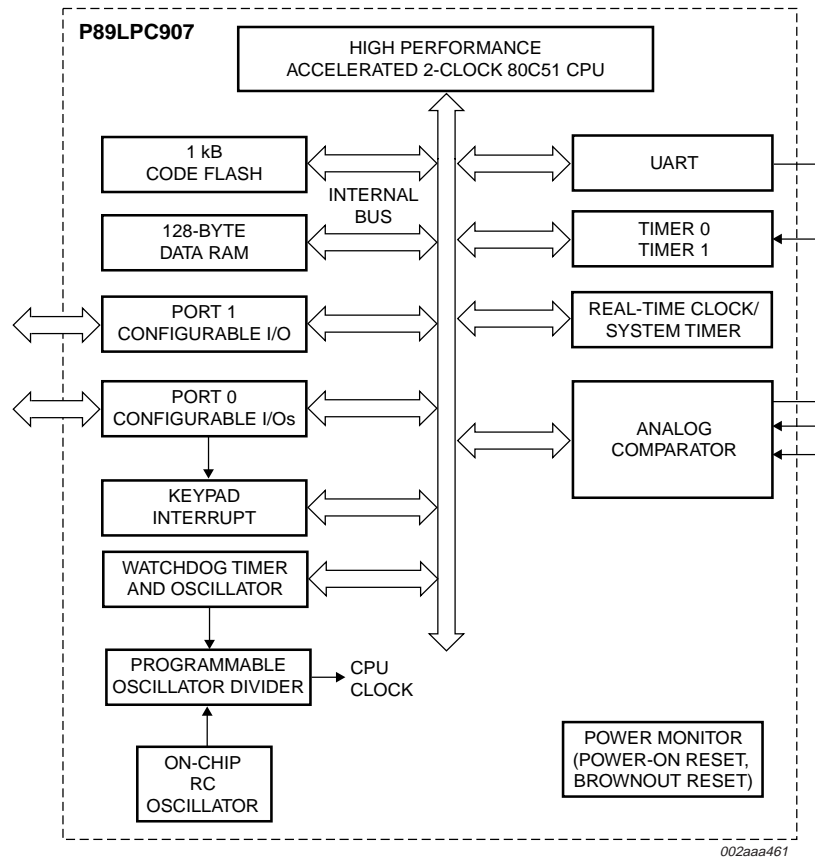 P89LPC907
HIGH PERFORMANCE
ACCELERATED 2-CLOCK 80C51 CPU
1 kB
CODE FLASH
INTERNAL
BUS
UART
128-BYTE
DATA RAM
TIMER 0
TIMER 1
PORT 1
CONFIGURABLE I/O
REAL-TIME CLOCK/
SYSTEM TIMER
PORT 0
CONFIGURABLE I/Os
ANALOG
COMPARATOR
KEYPAD
INTERRUPT
WATCHDOG TIMER
AND OSCILLATOR
PROGRAMMABLE
OSCILLATOR DIVIDER
CPU
CLOCK
ON-CHIP
RC
OSCILLATOR
POWER MONITOR
(POWER-ON RESET,
BROWNOUT RESET)
002aaa461